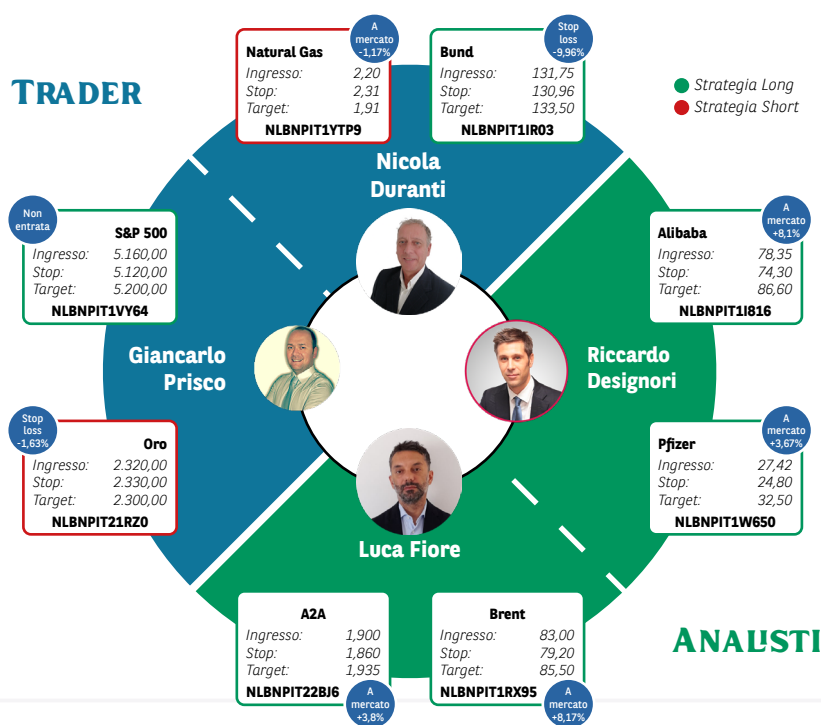 TRADER
Natural Gas
Ingresso: 2,20
Stop: 2,31
Target: 1,91
NLBNPIT1YTP9
A
mercato
-1,17%
Bund
Ingresso: 131,75
Stop: 130,96
Target: 133,50
NLBNPIT1IR03
Stop
loss
-9,96%
Strategia Long
Strategia Short
Nicola
Duranti
Non
entrata
S&P 500
Ingresso: 5.160,00
Stop: 5.120,00
Target: 5.200,00
NLBNPIT1VY64
A
mercato
+8,1%
Alibaba
Ingresso: 78,35
Stop: 74,30
Target: 86,60
NLBNPIT1I816
Giancarlo
Prisco
Riccardo
Designori
Stop
loss
-1,63%
Oro
Ingresso: 2.320,00
Stop: 2.330,00
Target: 2.300,00
NLBNPIT21RZ0
A
mercato
+3,67%
Pfizer
Ingresso: 27,42
Stop: 24,80
Target: 32,50
NLBNPIT1W650
Luca Fiore
A2A
Ingresso: 1,900
Stop: 1,860
Target: 1,935
NLBNPIT22BJ6
A
mercato
+3,8%
Brent
Ingresso: 83,00
Stop: 79,20
Target: 85,50
NLBNPIT1RX95
A
mercato
+8,17%
ANALISTI